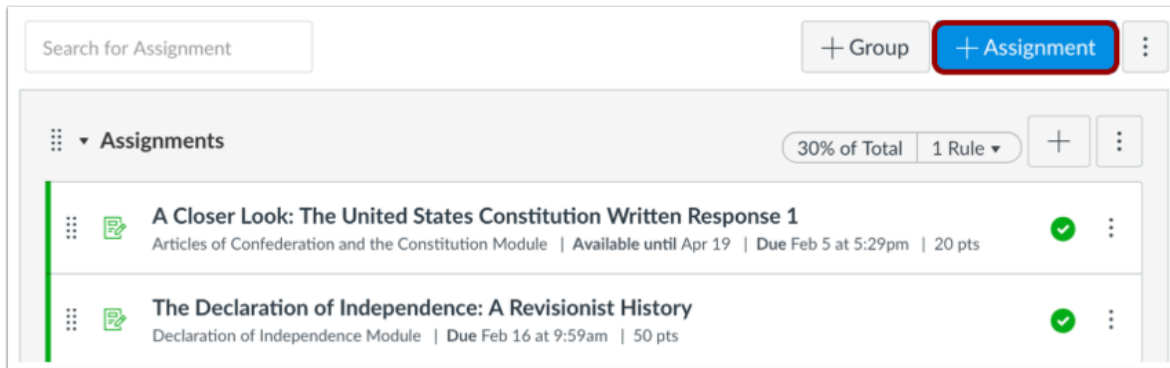 Search for Assignment
+ Group
+ Assignment
Assignments
30% of Total
1 Rule
A Closer Look: The United States Constitution Written Response 1
Articles of Confederation and the Constitution Module | Available until Apr 19 | Due Feb 5 at 5:29pm | 20 pts
The Declaration of Independence: A Revisionist History
Declaration of Independence Module | Due Feb 16 at 9:59am | 50 pts